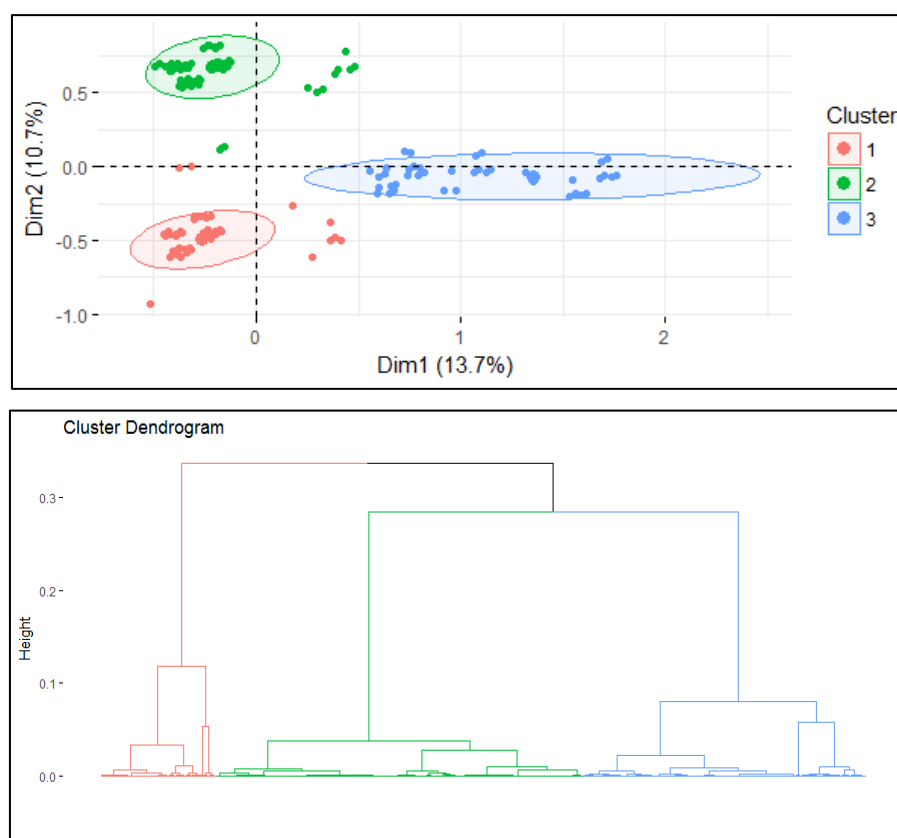 Dim2 (10.7%)
0.5
0.0
-0.5
-1.0
0
1
2
Dim1 (13.7%)
Cluster
1
2
3
Cluster Dendrogram
Height
0.3
0.2
0.1
0.0